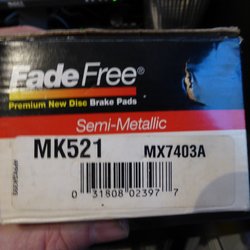 Fade Free®
Premium New Disc Brake Pads
Semi-Metallic
MK521 MX7403A
0 31808 02397 7